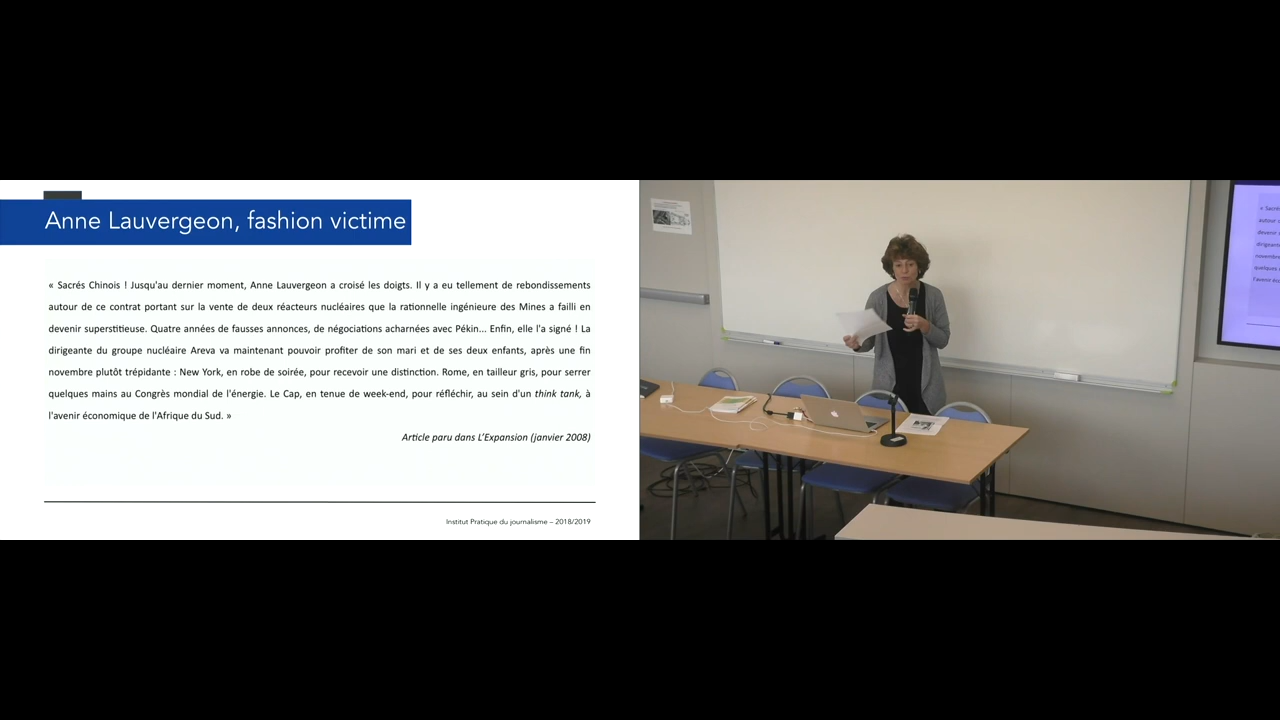 Anne Lauvergeon, fashion victime
« Sacrés Chinois ! Jusqu'au dernier moment, Anne Lauvergeon a croisé les doigts. Il y a eu tellement de rebondissements
autour de ce contrat portant sur la vente de deux réacteurs nucléaires que la rationnelle ingénieure des Mines a failli en
devenir superstitieuse. Quatre années de fausses annonces, de négociations acharnées avec Pékin... Enfin, elle l'a signé ! La
dirigeante du groupe nucléaire Areva va maintenant pouvoir profiter de son mari et de ses deux enfants, après une fin
novembre plutôt trépidante : New York, en robe de soirée, pour recevoir une distinction. Rome, en tailleur gris, pour serrer
quelques mains au Congrès mondial de l'énergie. Le Cap, en tenue de week-end, pour réfléchir, au sein d'un think tank, à
l'avenir économique de l'Afrique du Sud. »
Article paru dans L'Expansion (janvier 2008)
Institut Pratique du journalisme – 2018/2019
« Sacrés
autour
devenir
dirigeante
novembre
quelques
l'avenir